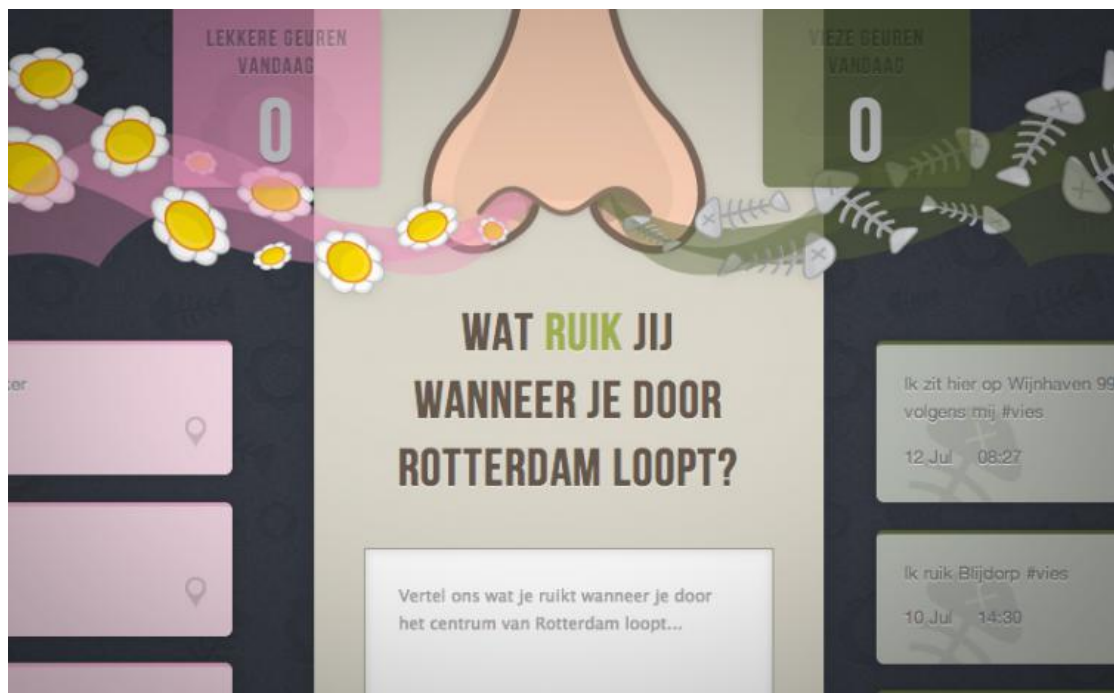 LEKKERE GEUREN
VANDAAG
0
VIEZE GEUREN
VANDAAG
0
WAT RUIK JIJ
WANNEER JE DOOR
ROTTERDAM LOOPT?
Vertel ons wat je ruikt wanneer je door
het centrum van Rotterdam loopt...
Ik zit hier op Wijnhaven 99
volgens mij #vies
12 Jul 08:27
Ik ruik Blijdorp #vies
10 Jul 14:30